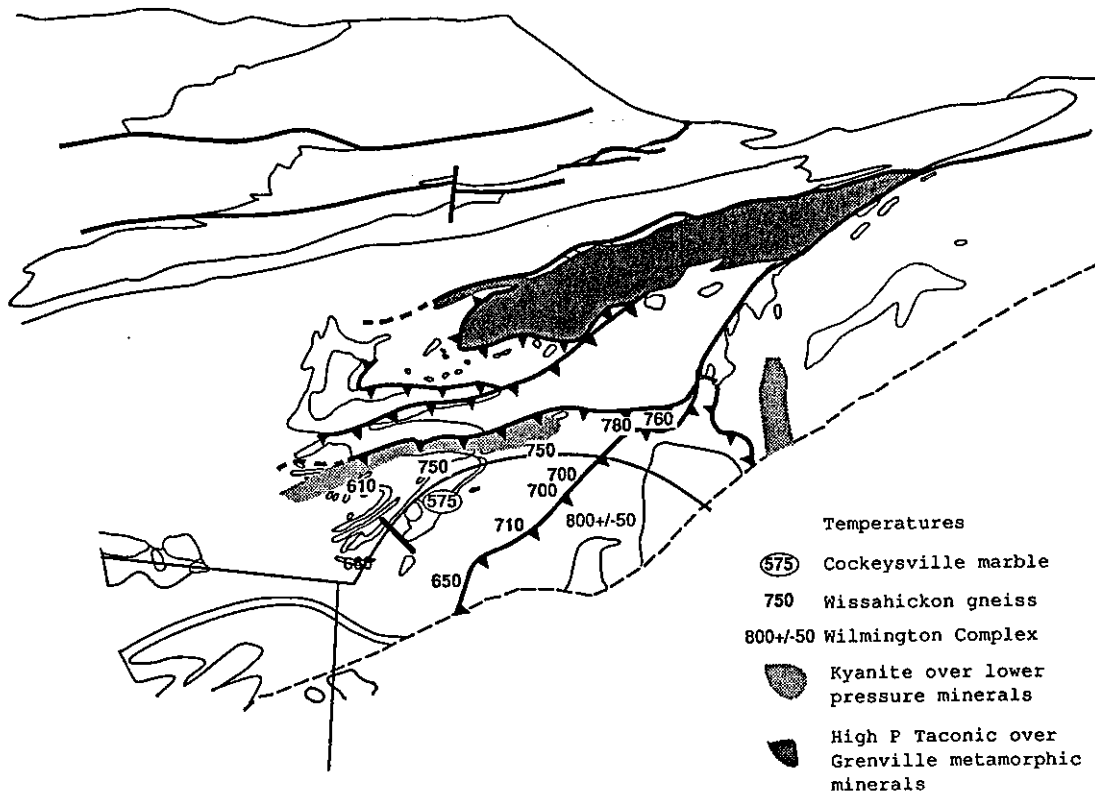 780
760
750
750
610
575
700
700
710
800+/-50
650
Temperatures
575 Cockeysville marble
750 Wissahickon gneiss
800+/-50 Wilmington Complex
Kyanite over lower
pressure minerals
High P Taconic over
Grenville metamorphic
minerals